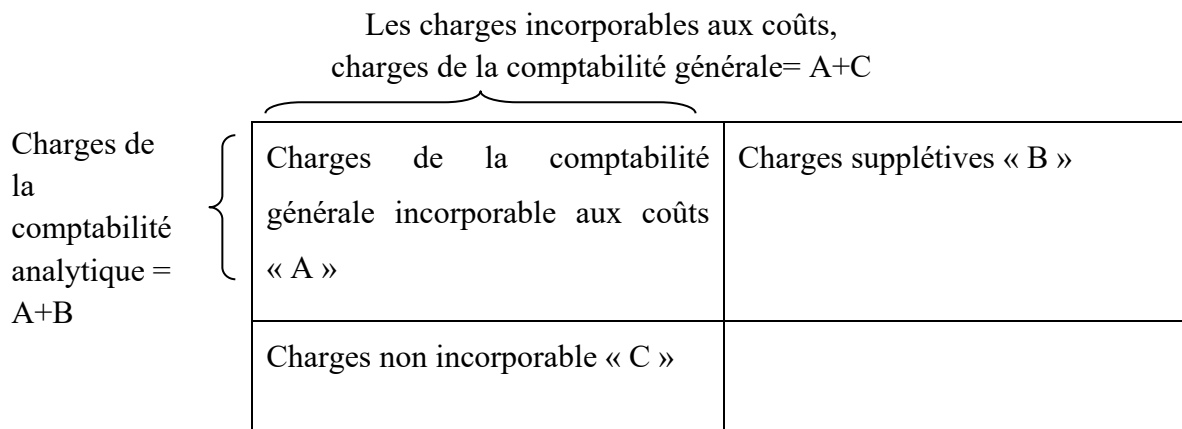 Les charges incorporables aux coûts,
charges de la comptabilité générale= A+C
Charges de
la
comptabilité
analytique =
A+B
Charges de la comptabilité
générale incorporable aux coûts
« A »
Charges supplétives « B »
Charges non incorporable « C »